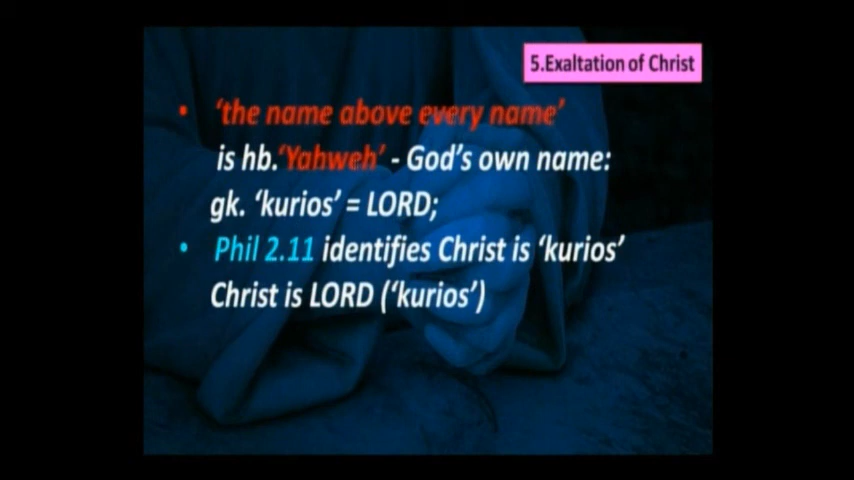 5.Exaltation of Christ
• ‘the name above every name’
is hb.‘Yahweh’ - God’s own name:
gk. ‘kurios’ = LORD;
• Phil 2.11 identifies Christ is ‘kurios’
Christ is LORD (‘kurios’)